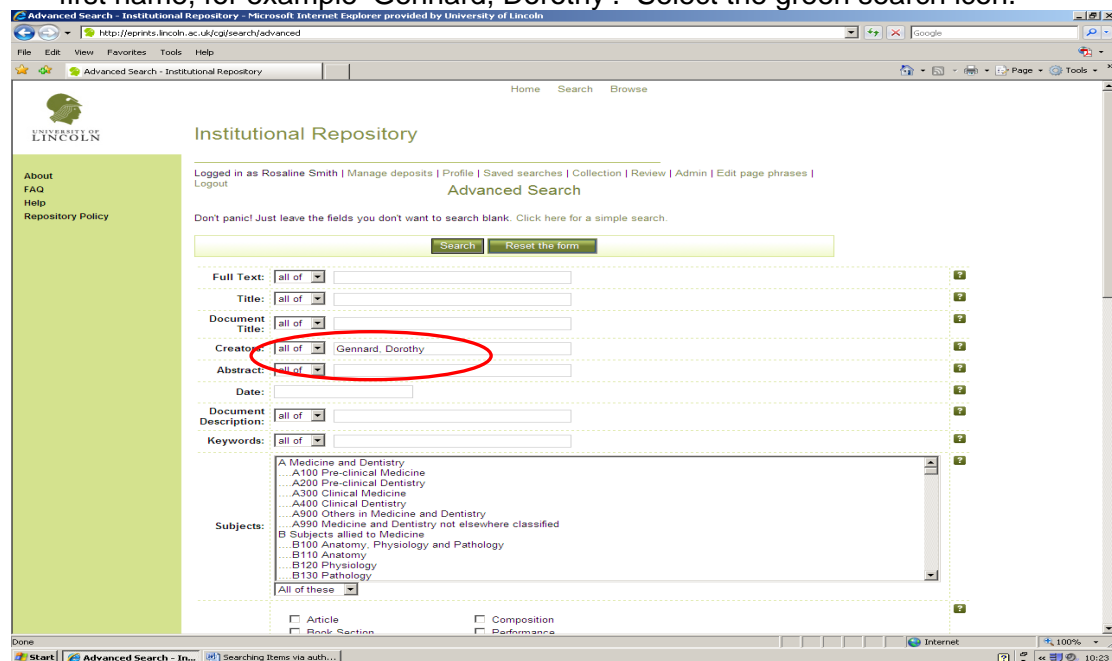 first name, for example 'Gennard, Dorothy'. Select the green search icon.
Advanced Search - Institutional Repository - Microsoft Internet Explorer provided by University of Lincoln
http://eprints.lincoln.ac.uk/cgi/search/advanced
Google
File Edit View Favorites Tools Help
Advanced Search - Institutional Repository
Page Tools
Home Search Browse
UNIVERSITY OF
LINCOLN
Institutional Repository
About
FAQ
Help
Repository Policy
Logged in as Rosaline Smith | Manage deposits | Profile | Saved searches | Collection | Review | Admin | Edit page phrases |
Logout
Advanced Search
Don't panic! Just leave the fields you don't want to search blank. Click here for a simple search.
Search Reset the form
Full Text: all of ?
Title: all of ?
Document Title: all of ?
Creators: all of Gennard, Dorothy ?
Abstract: all of ?
Date: ?
Document Description: all of ?
Keywords: all of ?
Subjects: ?
A Medicine and Dentistry
....A100 Pre-clinical Medicine
....A200 Pre-clinical Dentistry
....A300 Clinical Medicine
....A400 Clinical Dentistry
....A900 Others in Medicine and Dentistry
....A990 Medicine and Dentistry not elsewhere classified
B Subjects allied to Medicine
....B100 Anatomy, Physiology and Pathology
....B110 Anatomy
....B120 Physiology
....B130 Pathology
All of these
?
Article Composition
Book Section Performance
Done Internet 100%
Start Advanced Search - In... Searching Items via auth... 10:23